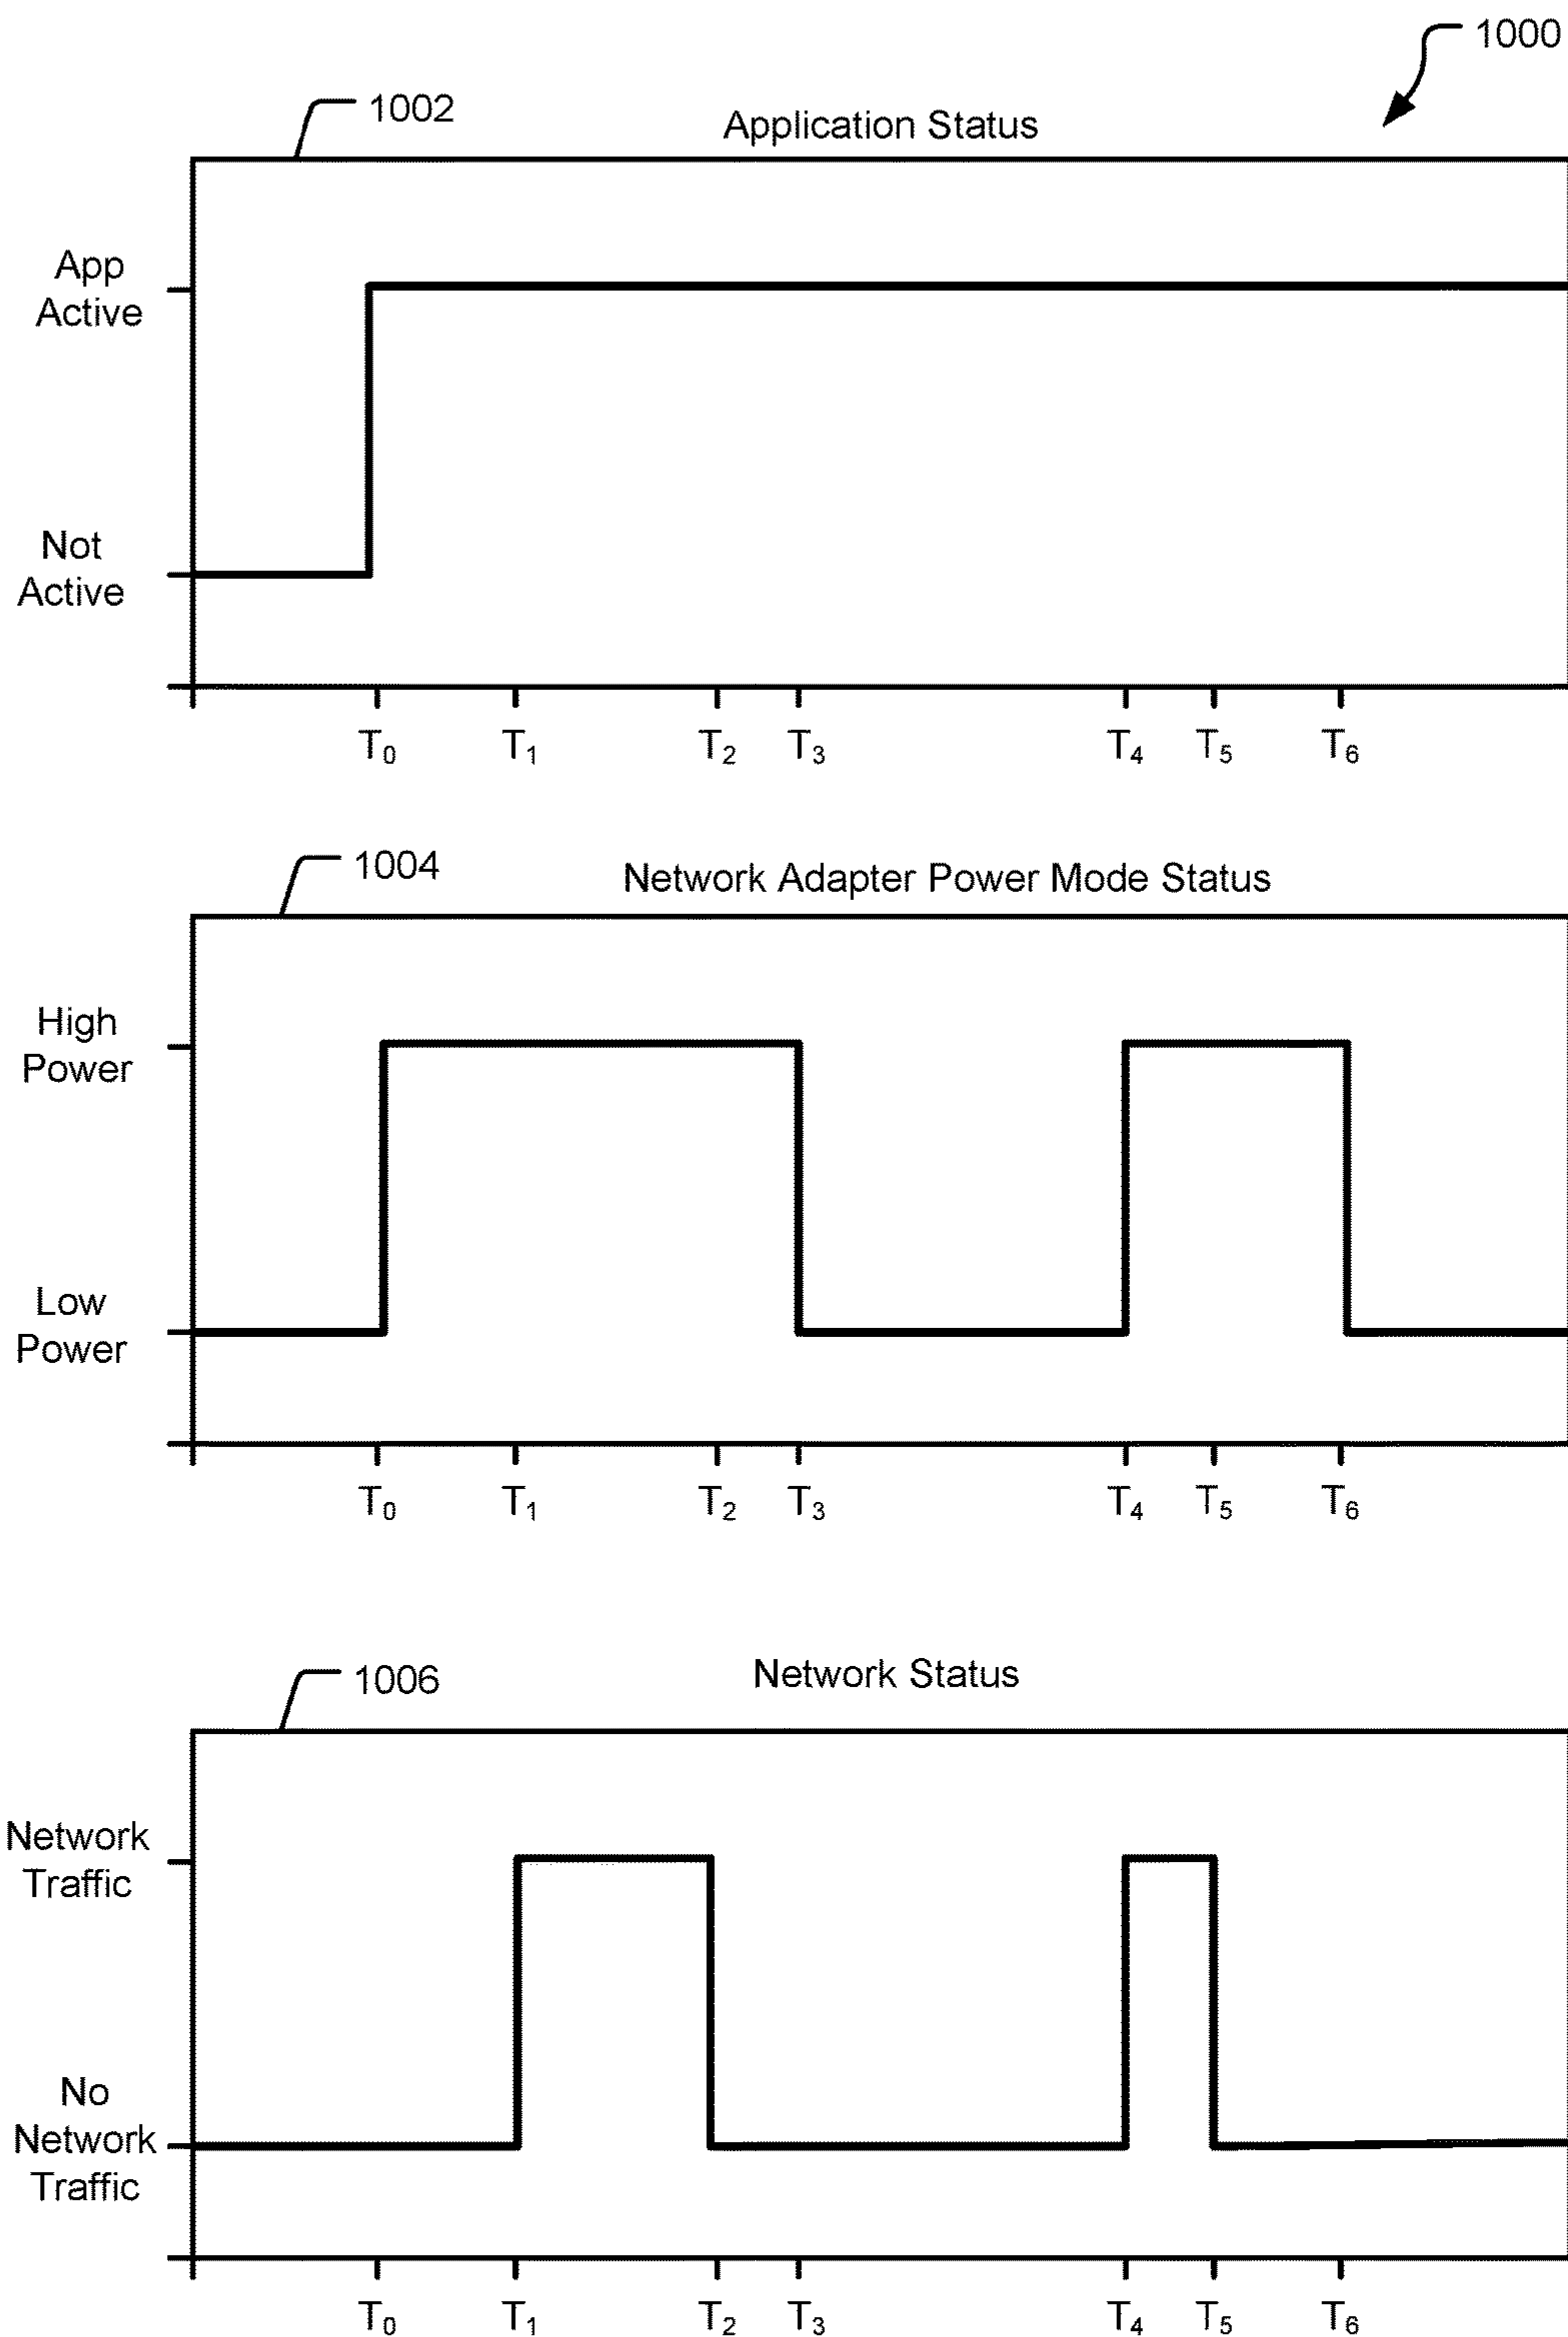 1000
1002
Application Status
App
Active
Not
Active
T0 T1 T2 T3 T4 T5 T6
1004
Network Adapter Power Mode Status
High
Power
Low
Power
T0 T1 T2 T3 T4 T5 T6
1006
Network Status
Network
Traffic
No
Network
Traffic
T0 T1 T2 T3 T4 T5 T6